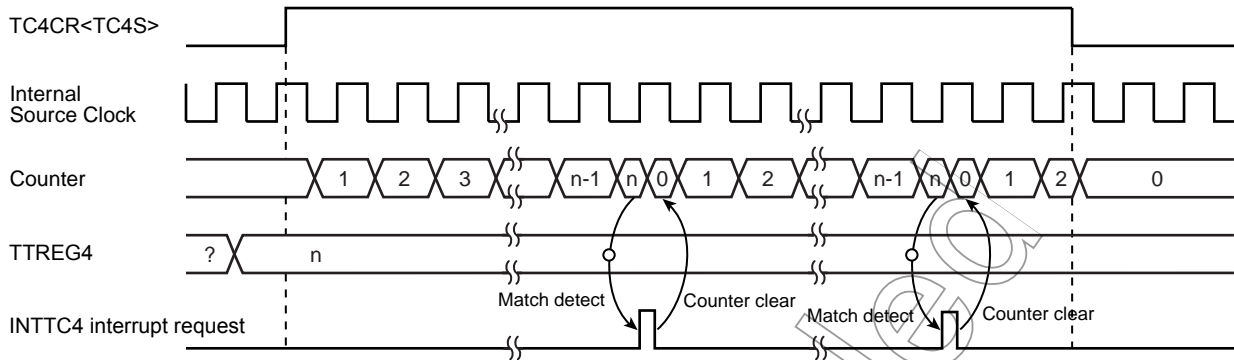 TC4CR<TC4S>
Internal
Source Clock
Counter 1 2 3 n-1 n 0 1 2 n-1 n 0 1 2 0
TTREG4 ? n
Match detect Counter clear Match detect Counter clear
INTTC4 interrupt request